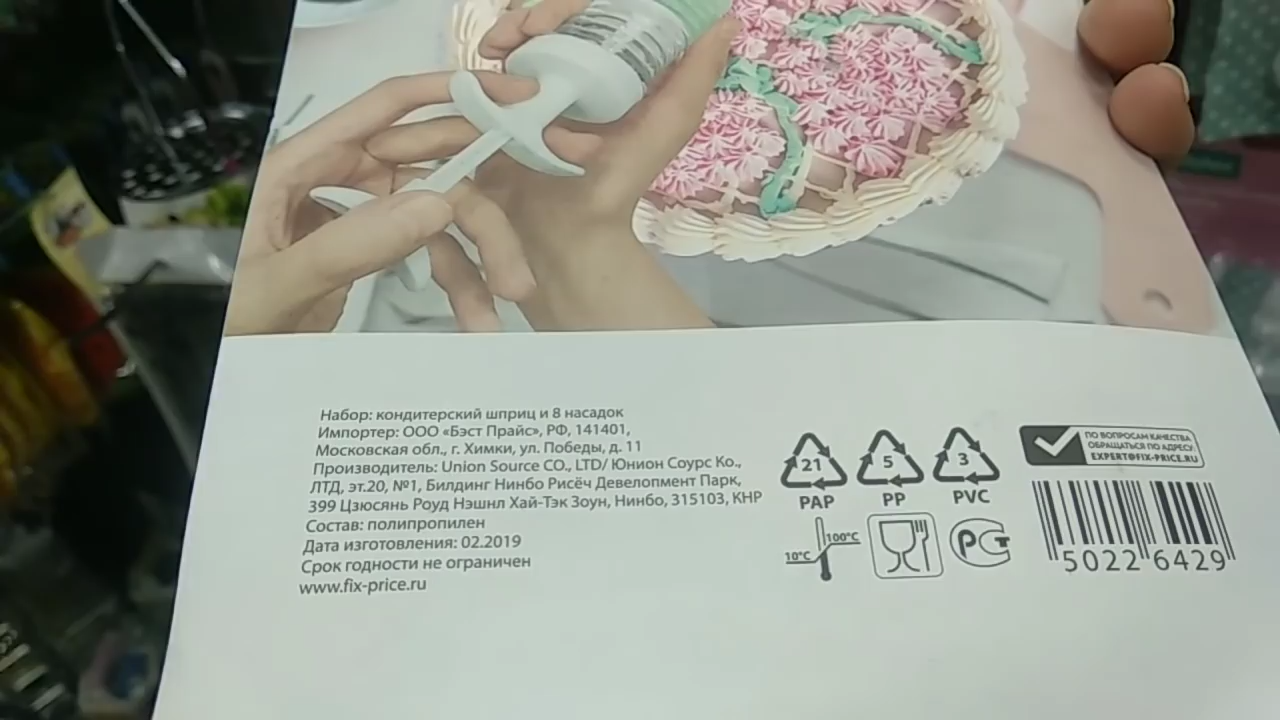 Набор: кондитерский шприц и 8 насадок
Импортер: ООО «Бэст Прайс», РФ, 141401,
Московская обл., г. Химки, ул. Победы, д. 11
Производитель: Union Source CO., LTD/ Юнион Соурс Ко.,
ЛТД, эт.20, №1, Билдинг Нинбо Рисёч Девелопмент Парк,
399 Цзюсянь Роуд Нэшнл Хай-Тэк Зоун, Нинбо, 315103, КНР
Состав: полипропилен
Дата изготовления: 02.2019
Срок годности не ограничен
www.fix-price.ru
21
PAP
5
PP
3
PVC
10°C
100°C
РСТ
ПО ВОПРОСАМ КАЧЕСТВА
ОБРАЩАТЬСЯ ПО АДРЕСУ:
EXPERT@FIX-PRICE.RU
5022 6429